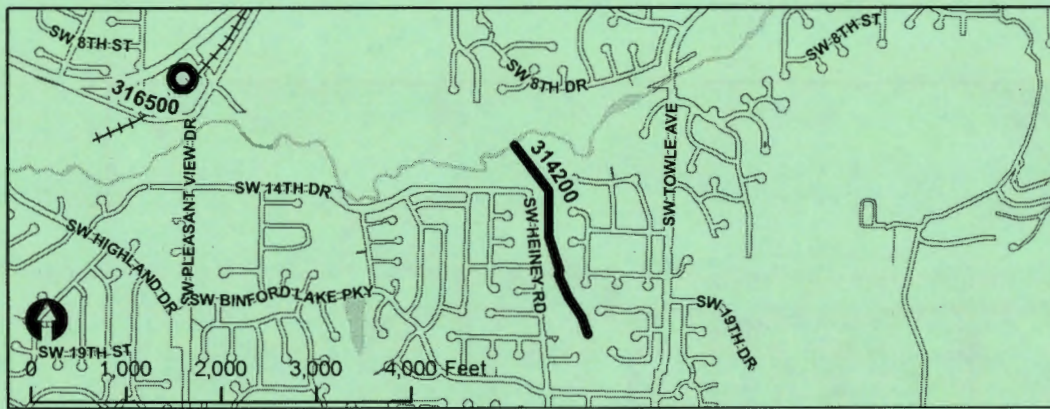 SW 8TH ST
SW 8TH ST
SW 8TH DR
316500
SW PLEASANT VIEW DR
314200
SW TOWLE AVE
SW 14TH DR
SW HEINEY RD
SW HIGHLAND DR
SW BINFORD LAKE PKY
SW 19TH DR
SW 19TH ST
0 1,000 2,000 3,000 4,000 Feet